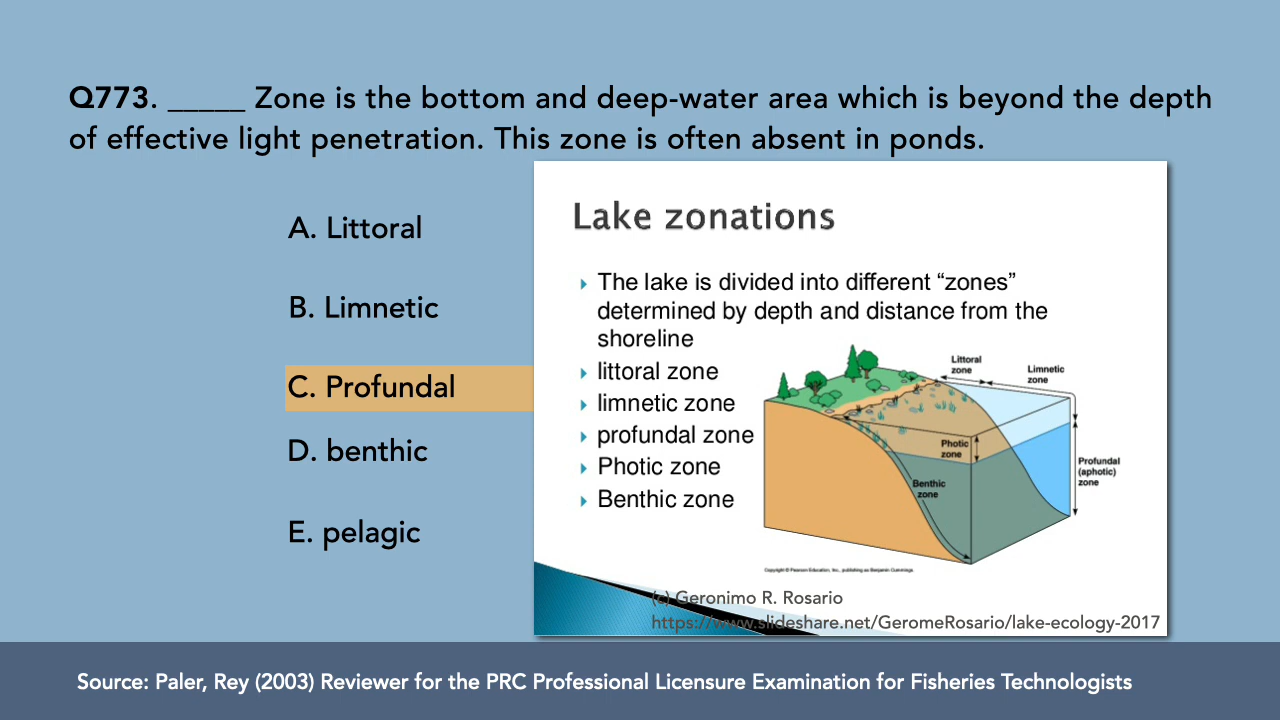 Q773. _____ Zone is the bottom and deep-water area which is beyond the depth
of effective light penetration. This zone is often absent in ponds.
A. Littoral
B. Limnetic
C. Profundal
D. benthic
E. pelagic
Lake zonations
The lake is divided into different “zones”
determined by depth and distance from the
shoreline
littoral zone
limnetic zone
profundal zone
Photic zone
Benthic zone
Littoral
zone
Limnetic
zone
Photic
zone
Profundal
(aphotic)
zone
Benthic
zone
Copyright © Pearson Education, Inc., publishing as Benjamin Cummings.
(c) Geronimo R. Rosario
https://www.slideshare.net/GeromeRosario/lake-ecology-2017
Source: Paler, Rey (2003) Reviewer for the PRC Professional Licensure Examination for Fisheries Technologists